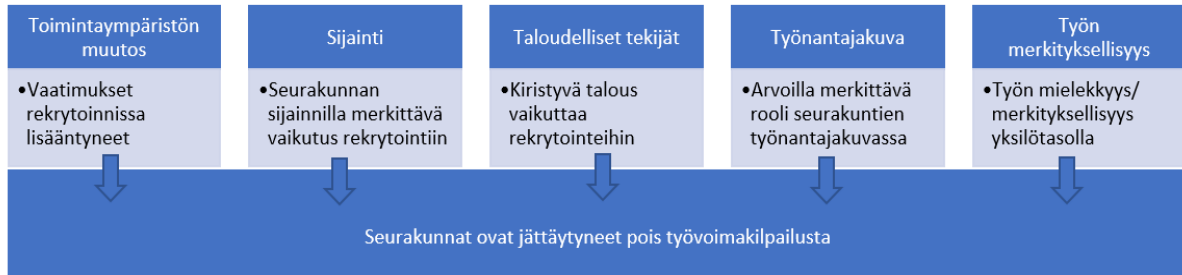 Toimintaympäristön
muutos
•Vaatimukset
rekrytoinnissa
lisääntyneet
Sijainti
•Seurakunnan
sijainnilla merkittävä
vaikutus rekrytointiin
Taloudelliset tekijät
•Kiristyvä talous
vaikuttaa
rekrytointeihin
Työnantajakuva
•Arvoilla merkittävä
rooli seurakuntien
työnantajakuvassa
Työn
merkityksellisyys
•Työn mielekkyys/
merkityksellisyys
yksilötasolla
Seurakunnat ovat jättäytyneet pois työvoimakilpailusta